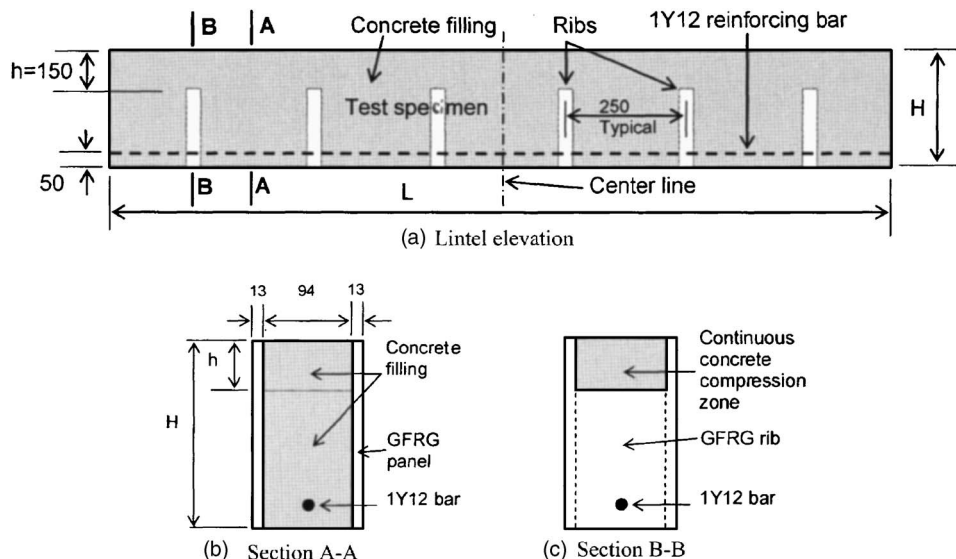 B A Concrete filling Ribs 1Y12 reinforcing bar
h=150
H
Test specimen
250
Typical
50
B A
L
Center line
(a) Lintel elevation
13 94 13
h
H
Concrete
filling
GFRG
panel
1Y12 bar
(b) Section A-A
Continuous
concrete
compression
zone
GFRG rib
1Y12 bar
(c) Section B-B